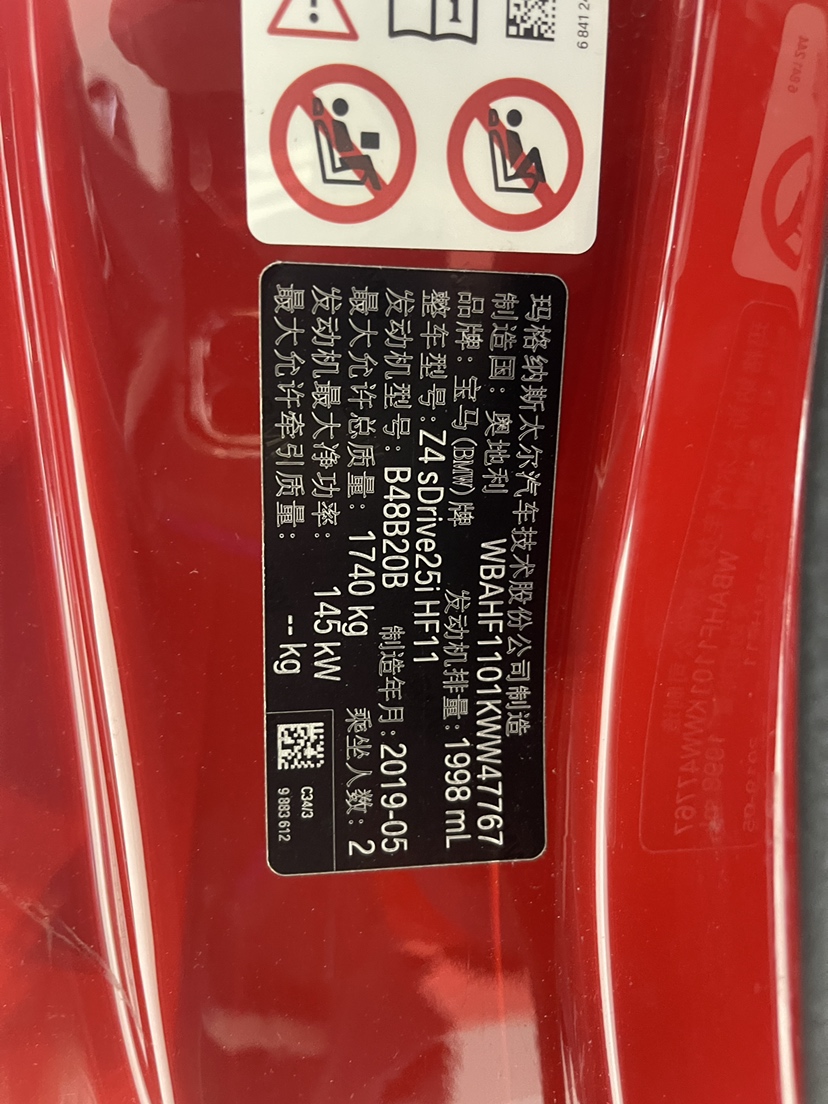 6 841 2
玛格纳斯太尔汽车技术股份公司制造
制造国：奥地利 WBAHF1101KWW47767
品牌：宝马(BMW)牌 发动机排量：1998 mL
整车型号：Z4 sDrive25i HF11
发动机型号：B48B20B 制造年月：2019-05
最大允许总质量：1740 kg 乘坐人数：2
发动机最大净功率：145 kW
最大允许牵引质量：-- kg
C34/3
9 883 612